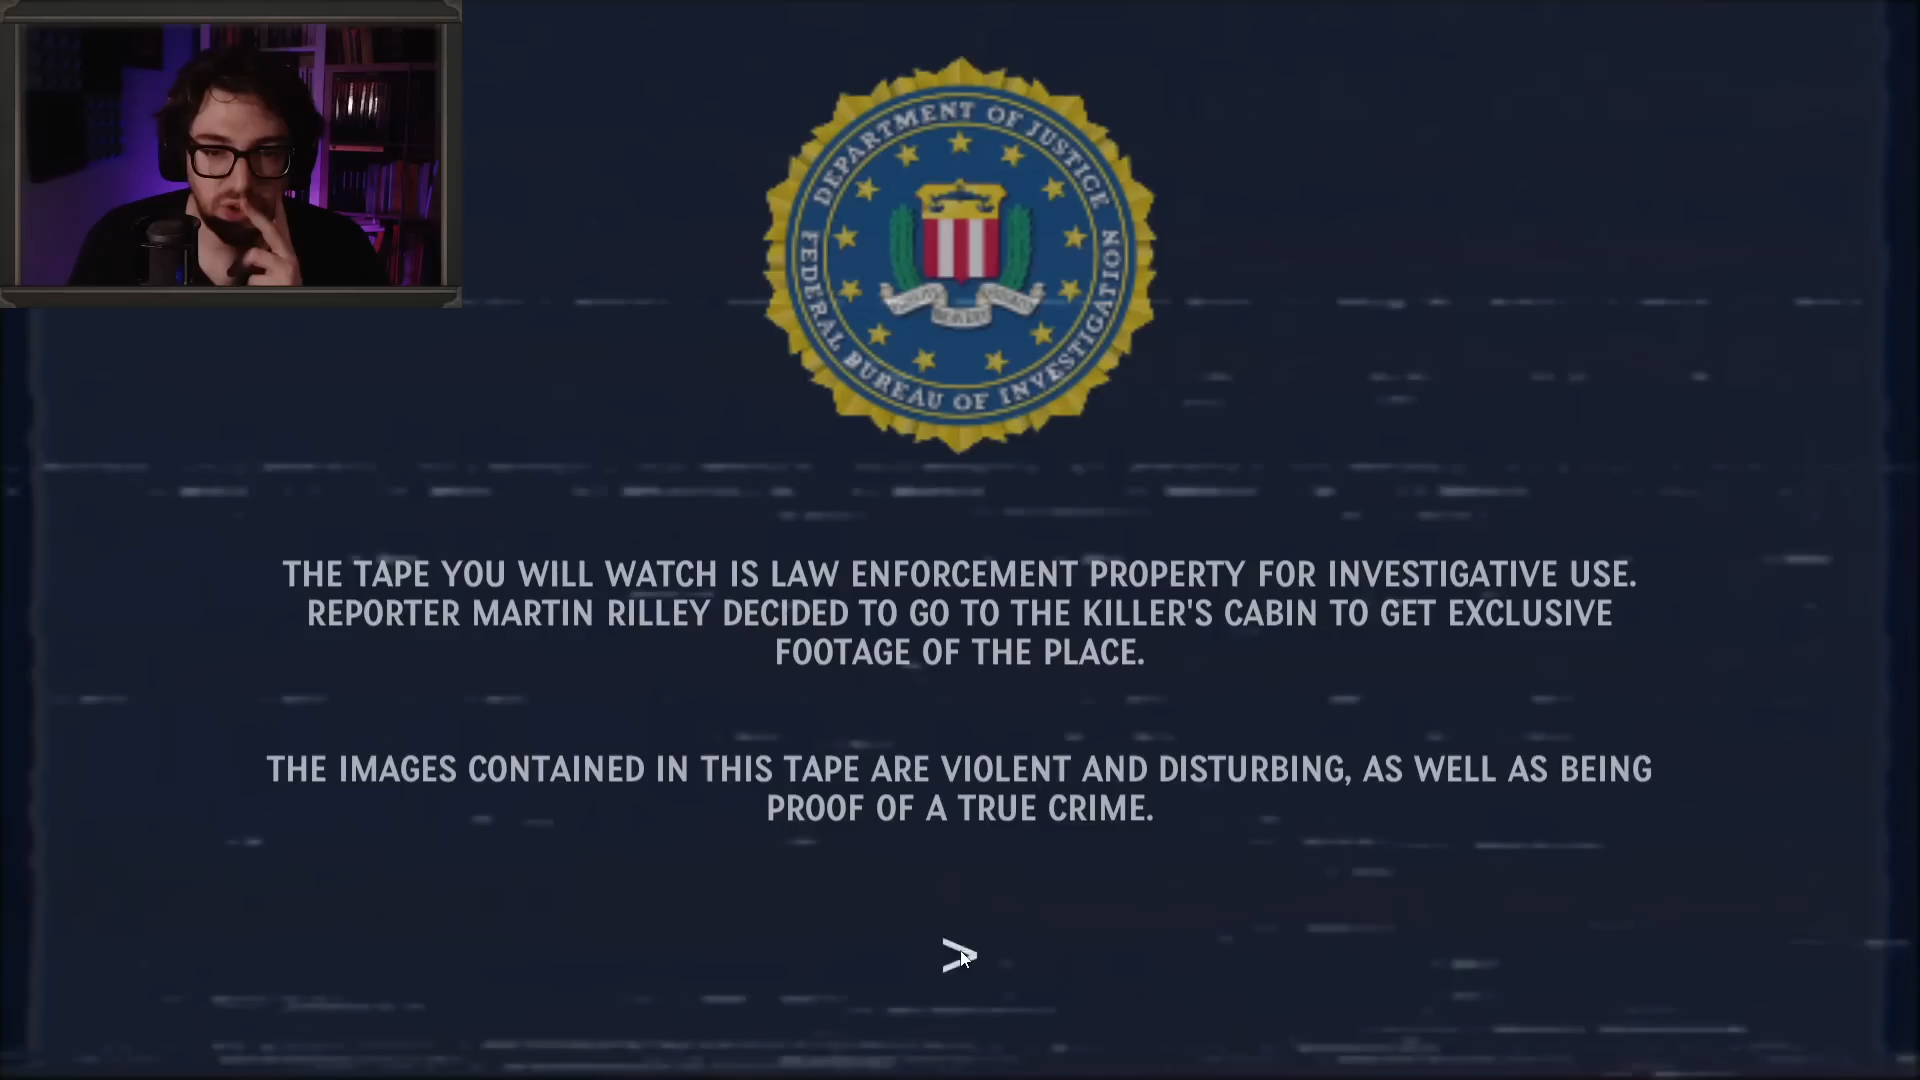 DEPARTMENT OF JUSTICE
FEDERAL BUREAU OF INVESTIGATION
THE TAPE YOU WILL WATCH IS LAW ENFORCEMENT PROPERTY FOR INVESTIGATIVE USE.
REPORTER MARTIN RILLEY DECIDED TO GO TO THE KILLER'S CABIN TO GET EXCLUSIVE
FOOTAGE OF THE PLACE.
THE IMAGES CONTAINED IN THIS TAPE ARE VIOLENT AND DISTURBING, AS WELL AS BEING
PROOF OF A TRUE CRIME.
>